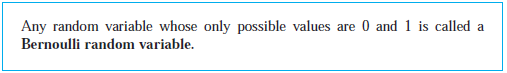 Any random variable whose only possible values are 0 and 1 is called a
Bernoulli random variable.